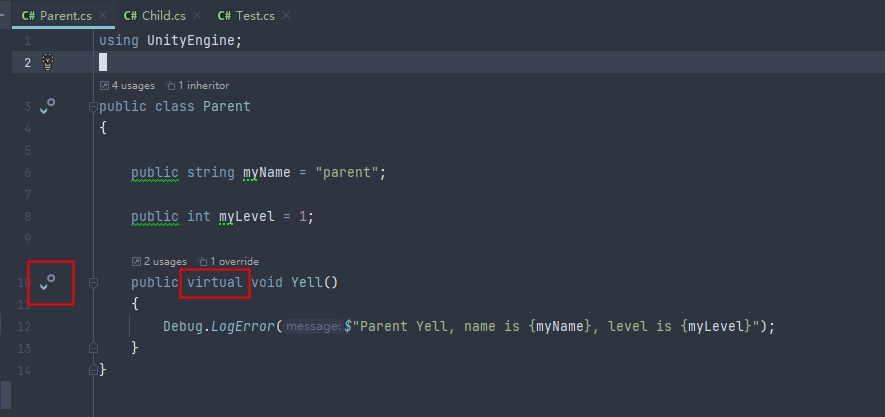 C# Parent.cs C# Child.cs C# Test.cs
1 using UnityEngine;
2
4 usages 1 inheritor
3 public class Parent
4 {
5
6 public string myName = "parent";
7
8 public int myLevel = 1;
9
2 usages 1 override
10 public virtual void Yell()
11 {
12 Debug.LogError(message:$"Parent Yell, name is {myName}, level is {myLevel}");
13 }
14 }